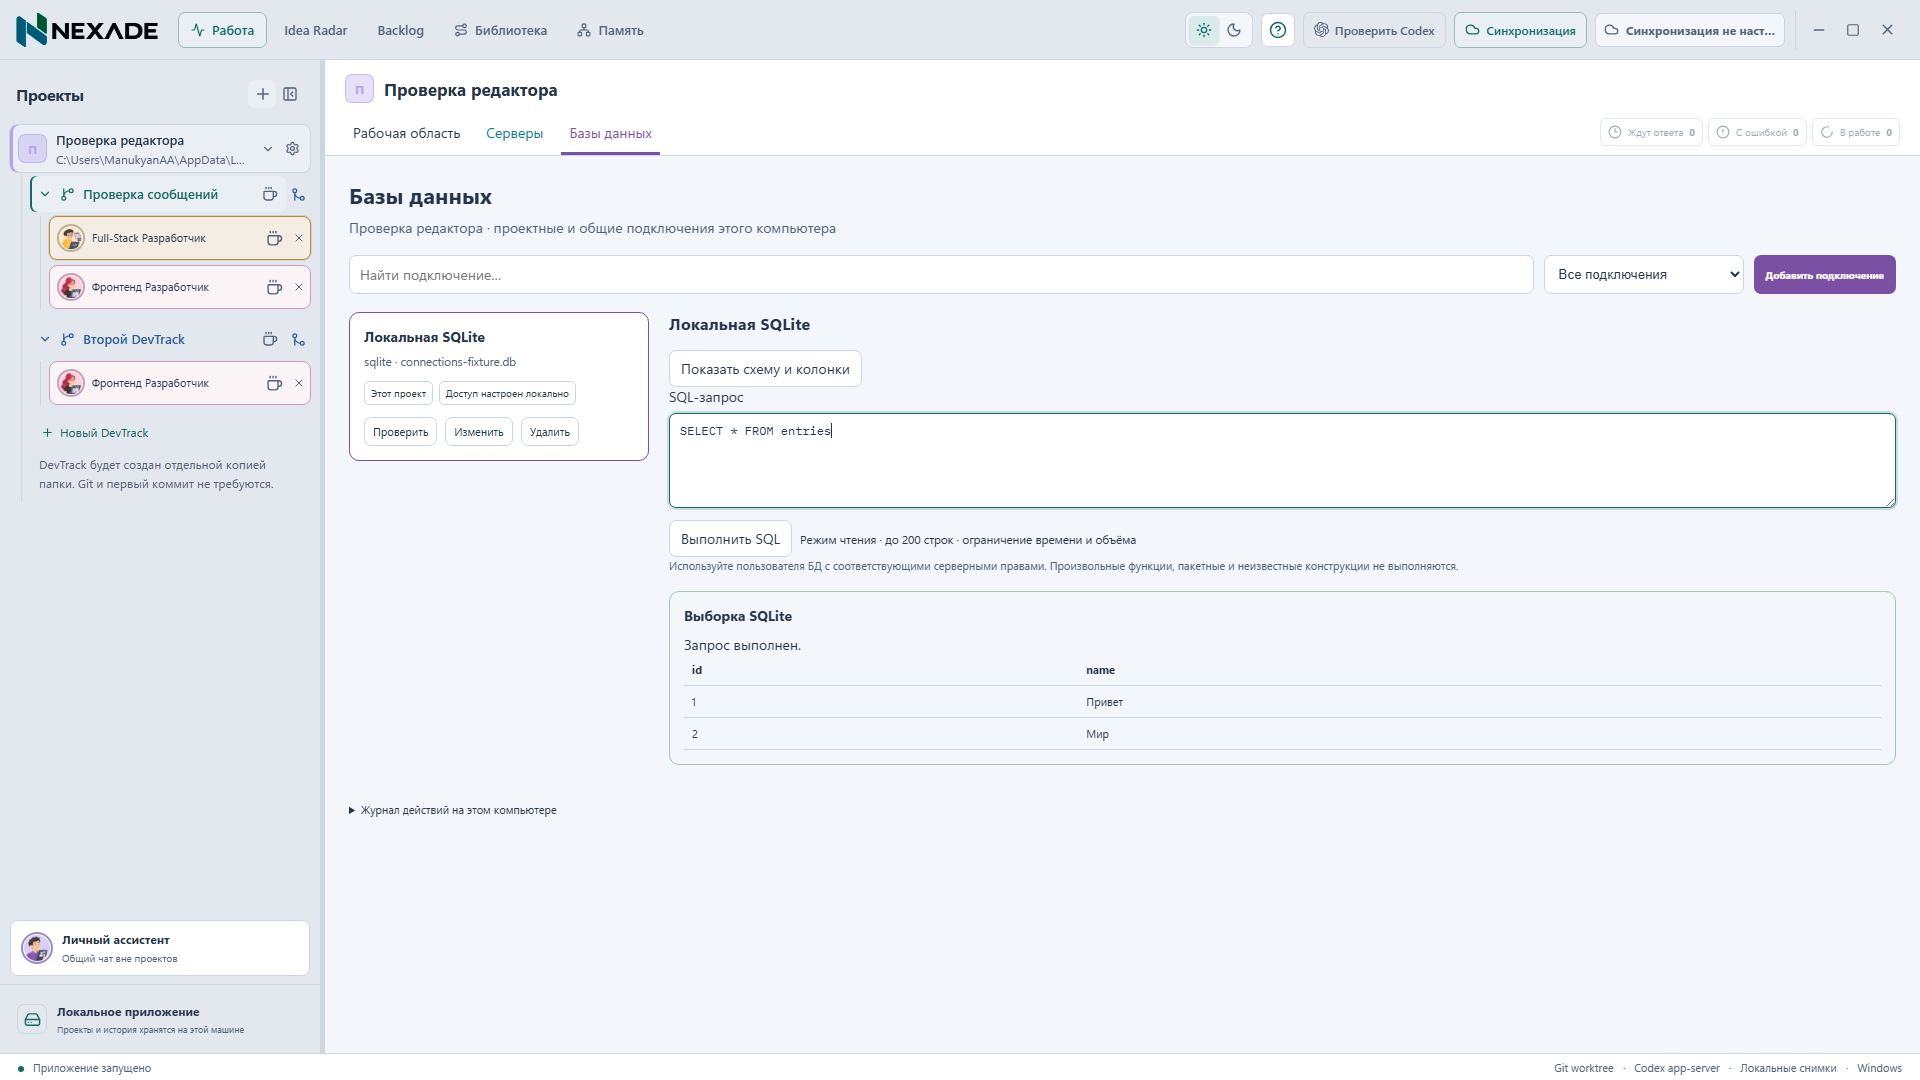 NEXADE
Работа
Idea Radar
Backlog
Библиотека
Память
Проверить Codex
Синхронизация
Синхронизация не наст...
Проекты
П
Проверка редактора
C:\Users\ManukyanAA\AppData\L...
Проверка сообщений
Full-Stack Разработчик
Фронтенд Разработчик
Второй DevTrack
Фронтенд Разработчик
+ Новый DevTrack
DevTrack будет создан отдельной копией
папки. Git и первый коммит не требуются.
Личный ассистент
Общий чат вне проектов
Локальное приложение
Проекты и история хранятся на этой машине
П
Проверка редактора
Рабочая область
Серверы
Базы данных
Ждут ответа 0
С ошибкой 0
В работе 0
Базы данных
Проверка редактора · проектные и общие подключения этого компьютера
Найти подключение...
Все подключения
Добавить подключение
Локальная SQLite
sqlite · connections-fixture.db
Этот проект
Доступ настроен локально
Проверить
Изменить
Удалить
Локальная SQLite
Показать схему и колонки
SQL-запрос
SELECT * FROM entries
Выполнить SQL
Режим чтения · до 200 строк · ограничение времени и объёма
Используйте пользователя БД с соответствующими серверными правами. Произвольные функции, пакетные и неизвестные конструкции не выполняются.
Выборка SQLite
Запрос выполнен.
id name
1 Привет
2 Мир
Журнал действий на этом компьютере
Приложение запущено
Git worktree · Codex app-server · Локальные снимки · Windows